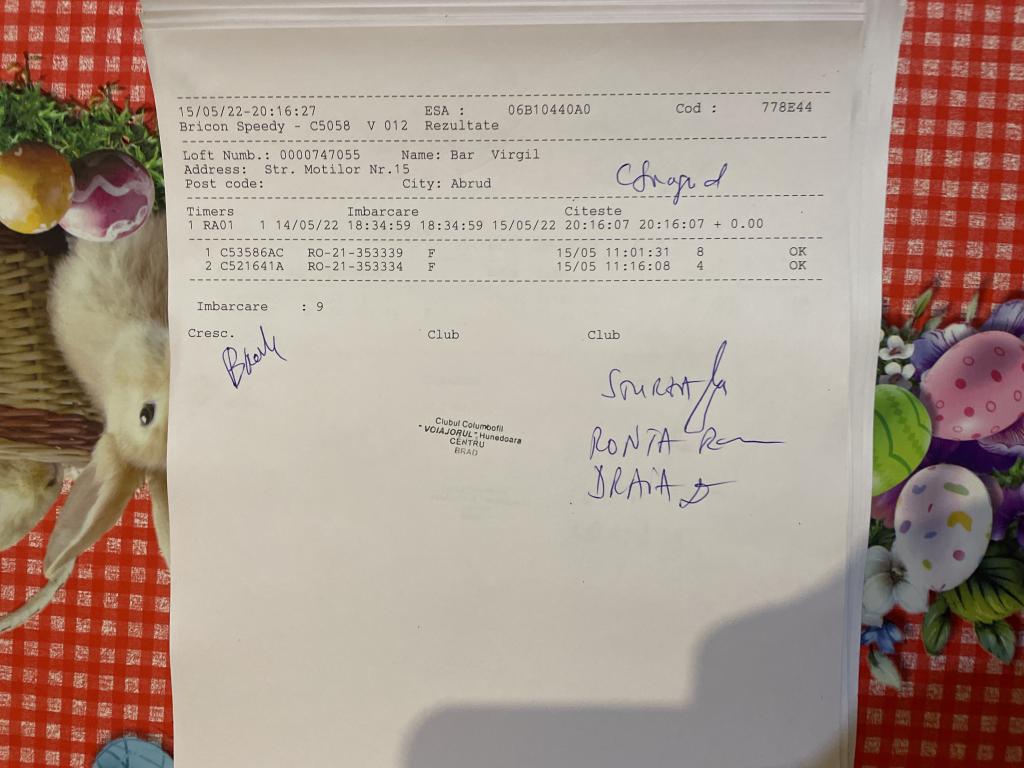 15/05/22-20:16:27 ESA : 06B10440A0 Cod : 778E44
Bricon Speedy - C5058 V 012 Rezultate
Loft Numb.: 0000747055 Name: Bar Virgil
Address: Str. Motilor Nr.15
Post code: City: Abrud
Timers Imbarcare Citeste
1 RA01 1 14/05/22 18:34:59 18:34:59 15/05/22 20:16:07 20:16:07 + 0.00
1 C53586AC RO-21-353339 F 15/05 11:01:31 8 OK
2 C521641A RO-21-353334 F 15/05 11:16:08 4 OK
Imbarcare : 9
Cresc. Club Club
Clubul Columbofil
"VOIAJORUL" Hunedoara
CENTRU
BRAD
RONTA
DRAIA